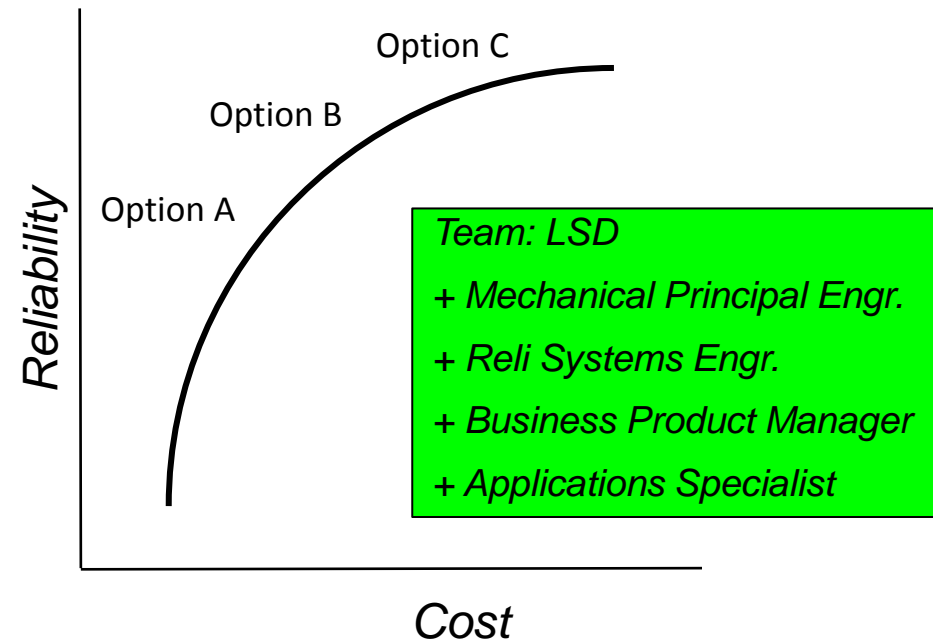 Option C
Option B
Option A
Reliability
Team: LSD
+ Mechanical Principal Engr.
+ Reli Systems Engr.
+ Business Product Manager
+ Applications Specialist
Cost